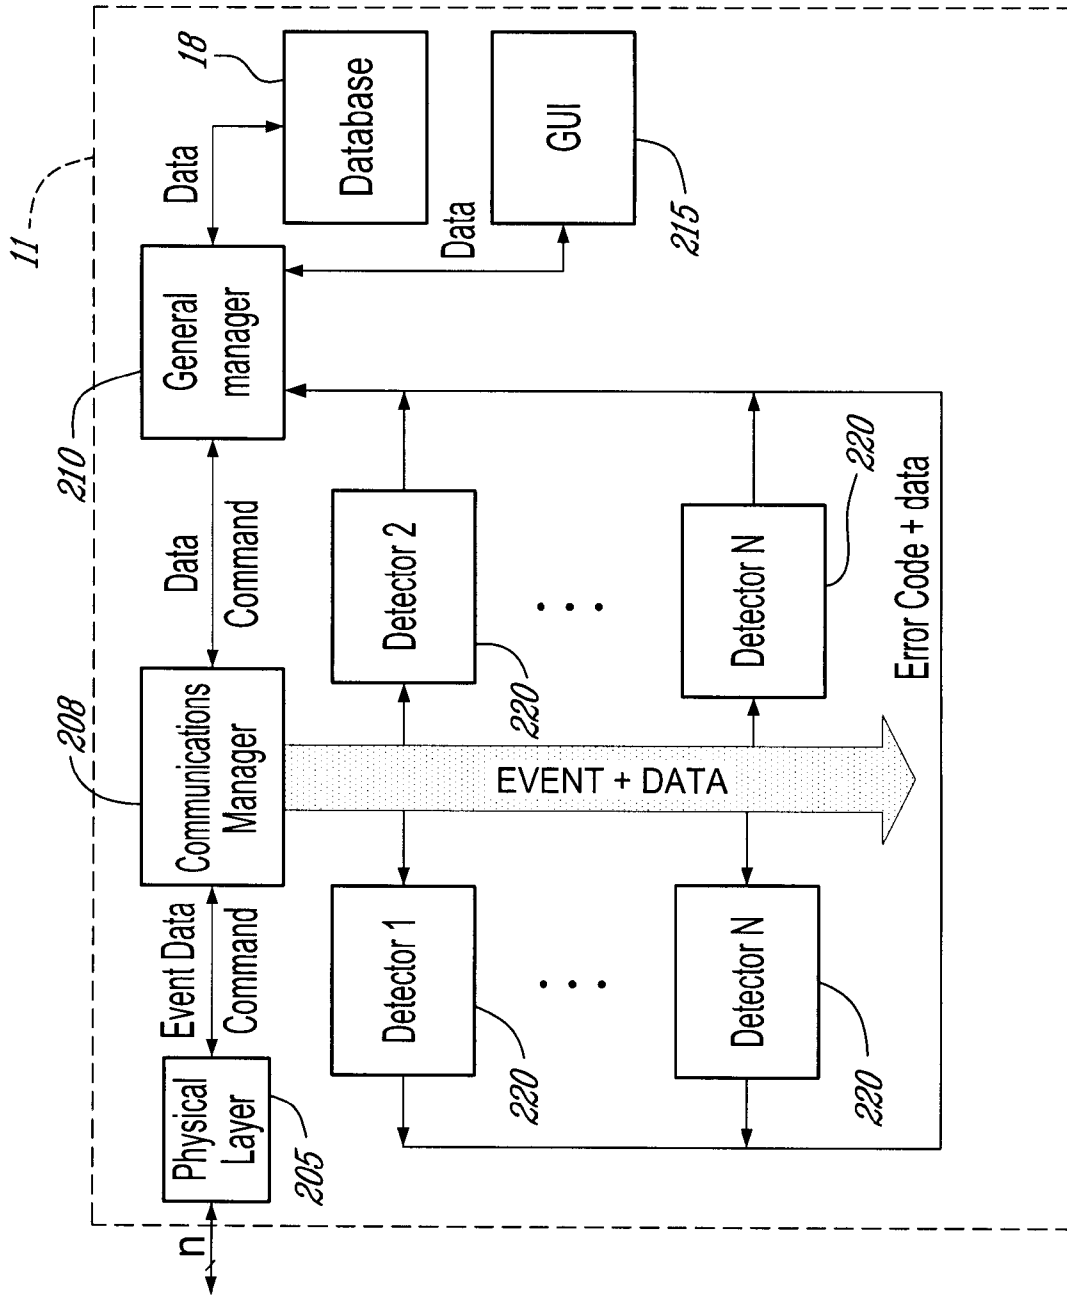 11
n
Physical
Layer
205
Event Data
Command
Communications
Manager
208
Data
Command
General
manager
210
Data
Database
18
Data
GUI
215
EVENT + DATA
Detector 1
220
Detector 2
220
• • •
• • •
Detector N
220
Detector N
220
Error Code + data